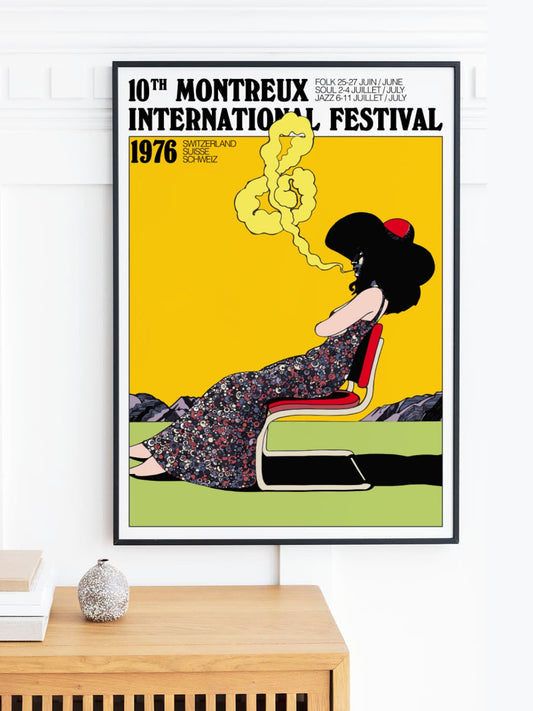 10TH MONTREUX
FOLK 25-27 JUIN / JUNE
SOUL 2-4 JUILLET / JULY
JAZZ 6-11 JUILLET / JULY
INTERNATIONAL FESTIVAL
1976
SWITZERLAND
SUISSE
SCHWEIZ